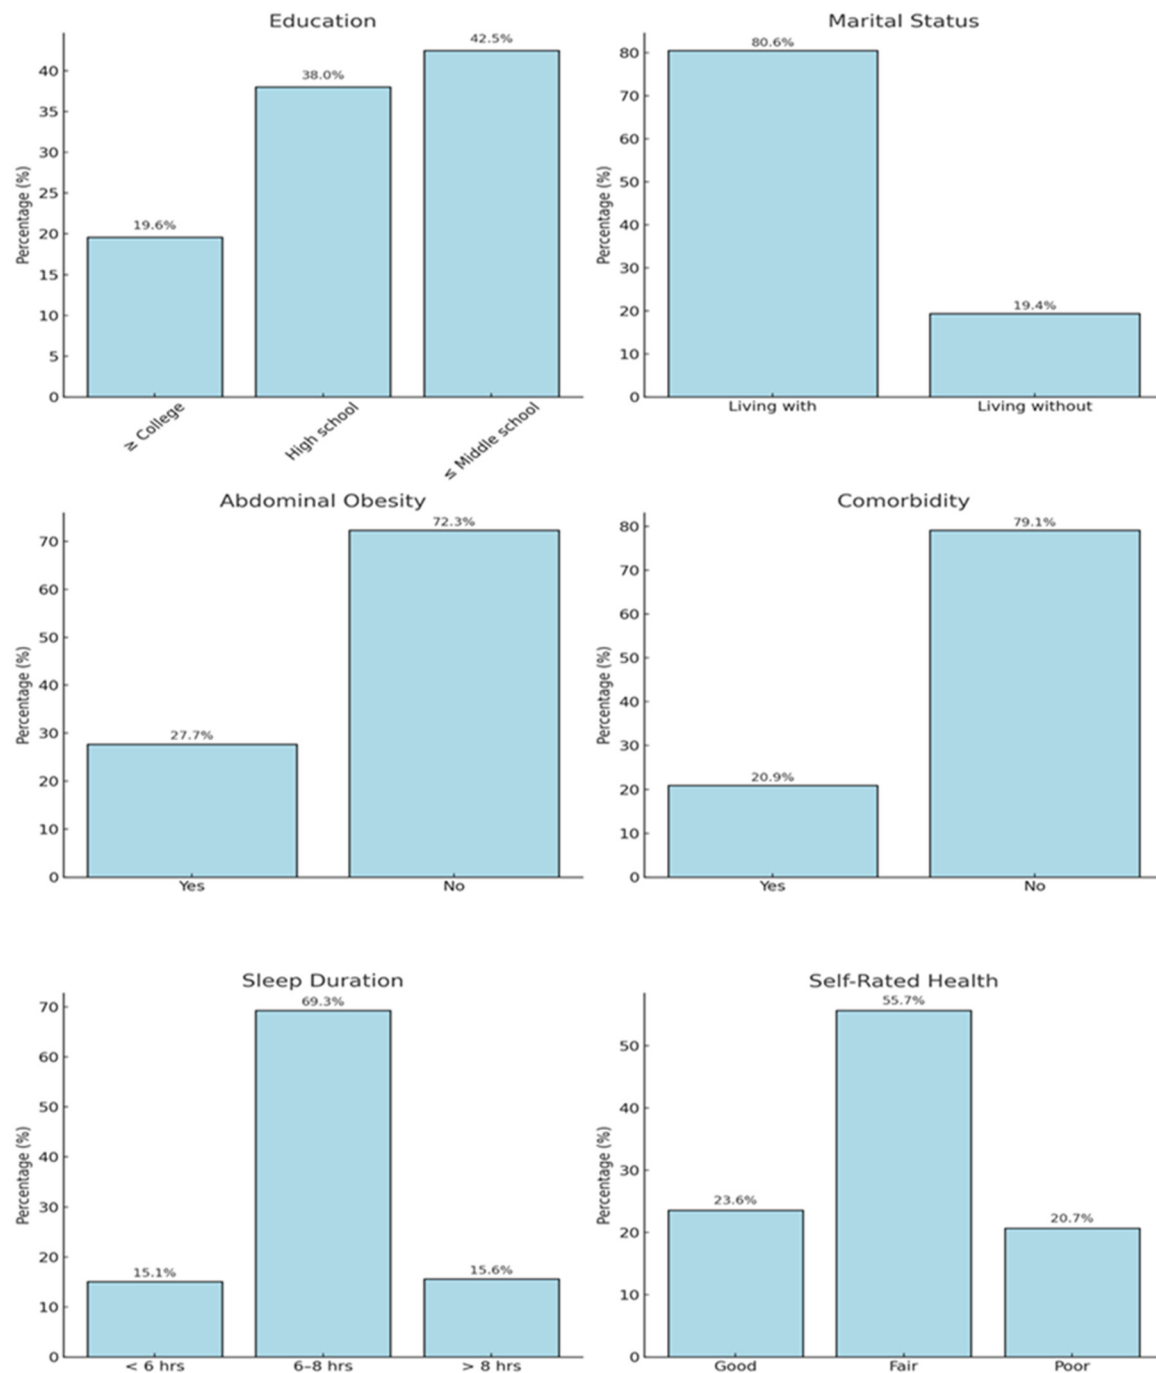 Education
Percentage (%)
40
35
30
25
20
15
10
5
0
19.6%
38.0%
42.5%
≥ College
High school
≤ Middle school
Marital Status
Percentage (%)
80
70
60
50
40
30
20
10
0
80.6%
19.4%
Living with
Living without
Abdominal Obesity
Percentage (%)
70
60
50
40
30
20
10
0
27.7%
72.3%
Yes
No
Comorbidity
Percentage (%)
80
70
60
50
40
30
20
10
0
20.9%
79.1%
Yes
No
Sleep Duration
Percentage (%)
70
60
50
40
30
20
10
0
15.1%
69.3%
15.6%
< 6 hrs
6–8 hrs
> 8 hrs
Self-Rated Health
Percentage (%)
50
40
30
20
10
0
23.6%
55.7%
20.7%
Good
Fair
Poor